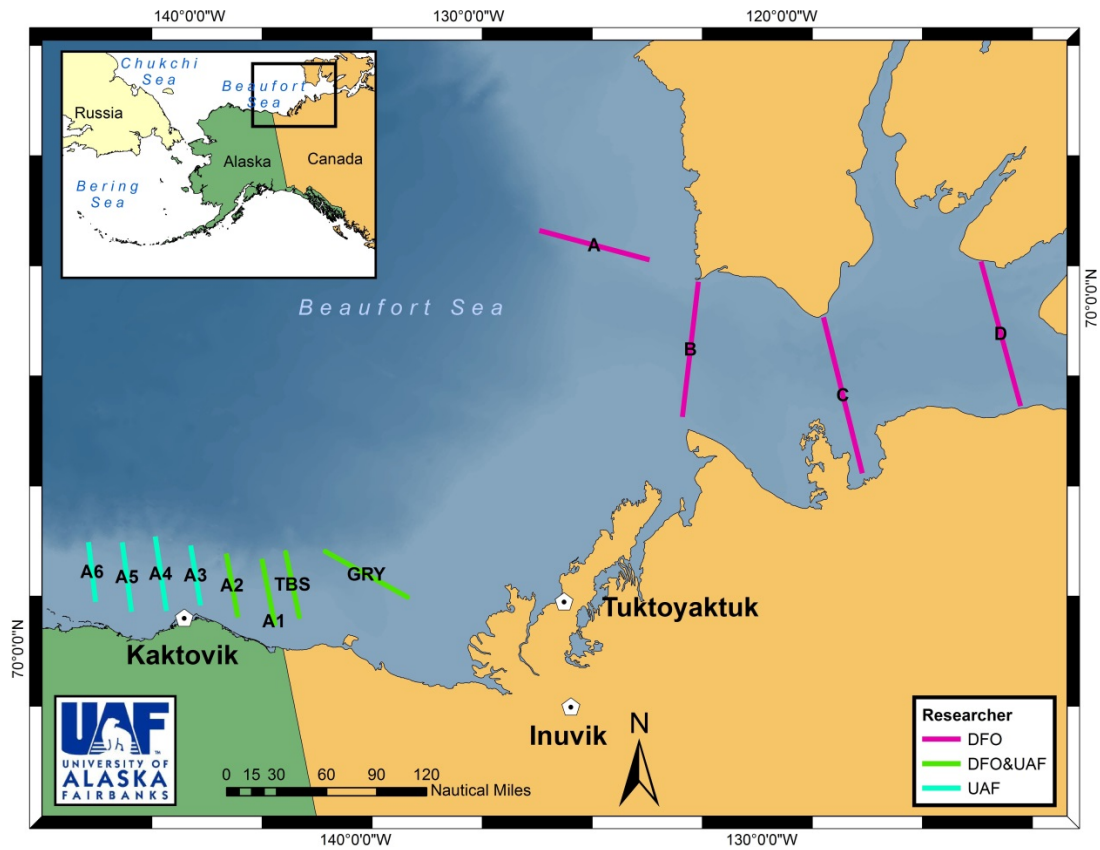 140°0'0"W
130°0'0"W
120°0'0"W
Chukchi
Sea
Beaufort
Sea
Russia
Alaska
Canada
Bering
Sea
A
Beaufort Sea
70°0'0"N
B
D
C
A6
A5
A4
A3
A2
TBS
GRY
A1
Tuktoyaktuk
Kaktovik
70°0'0"N
Inuvik
N
UAF
UNIVERSITY OF
ALASKA
FAIRBANKS
0 15 30 60 90 120
Nautical Miles
Researcher
DFO
DFO&UAF
UAF
140°0'0"W
130°0'0"W